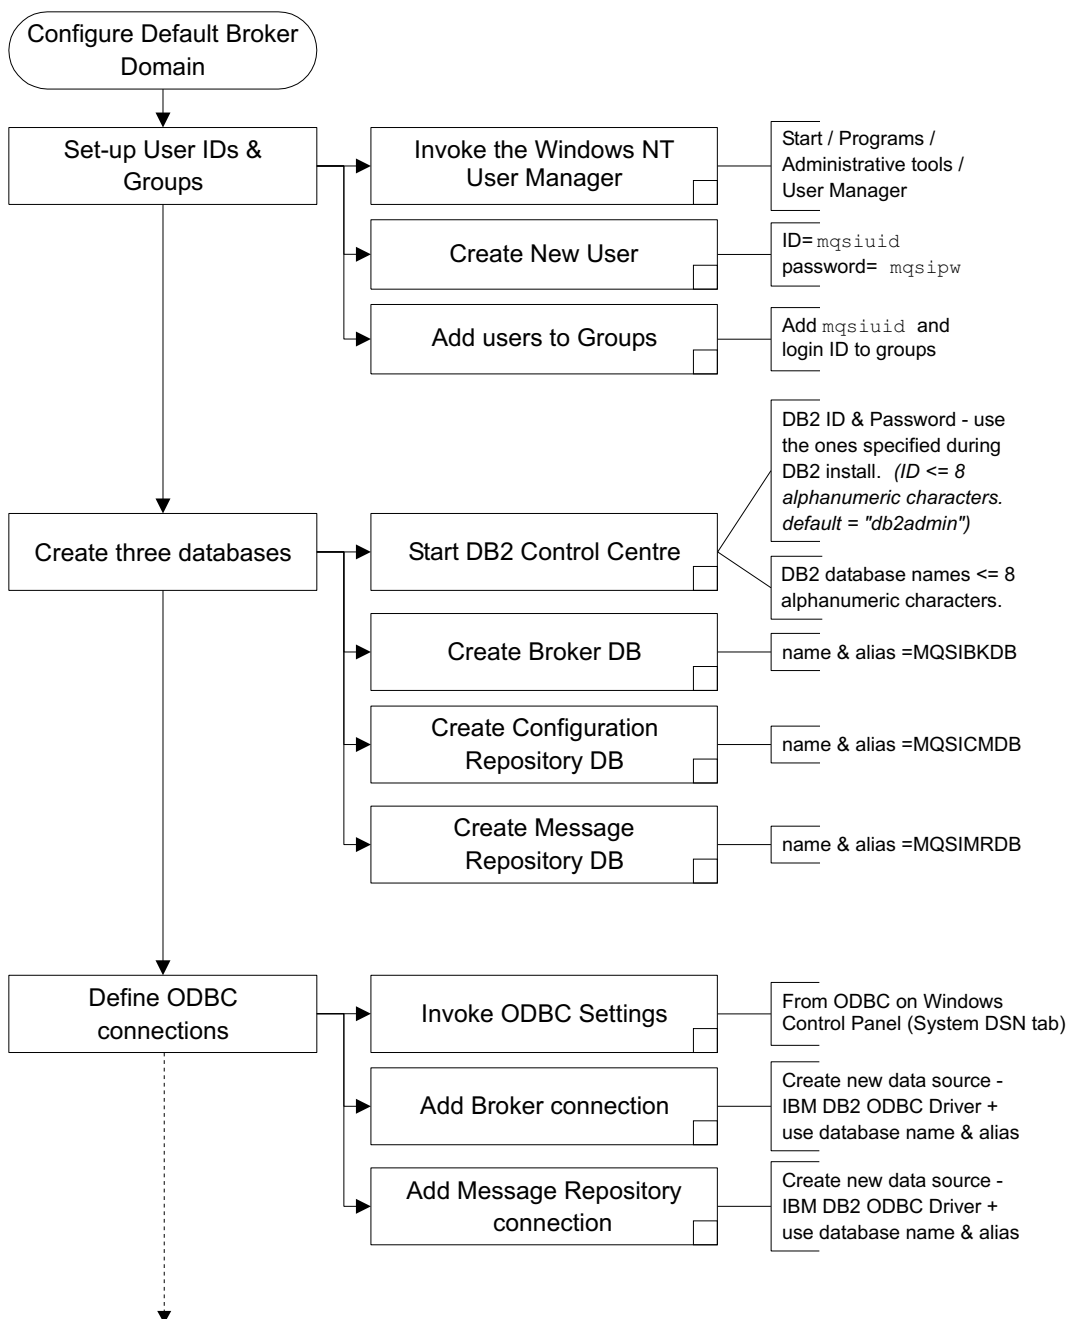 Configure Default Broker
Domain
Set-up User IDs &
Groups
Invoke the Windows NT
User Manager
Start / Programs /
Administrative tools /
User Manager
Create New User
ID= mqsiuid
password= mqsipw
Add users to Groups
Add mqsiuid and
login ID to groups
Create three databases
Start DB2 Control Centre
DB2 ID & Password - use
the ones specified during
DB2 install. (ID <= 8
alphanumeric characters.
default = "db2admin")
DB2 database names <= 8
alphanumeric characters.
Create Broker DB
name & alias =MQSIBKDB
Create Configuration
Repository DB
name & alias =MQSICMDB
Create Message
Repository DB
name & alias =MQSIMRDB
Define ODBC
connections
Invoke ODBC Settings
From ODBC on Windows
Control Panel (System DSN tab)
Add Broker connection
Create new data source -
IBM DB2 ODBC Driver +
use database name & alias
Add Message Repository
connection
Create new data source -
IBM DB2 ODBC Driver +
use database name & alias